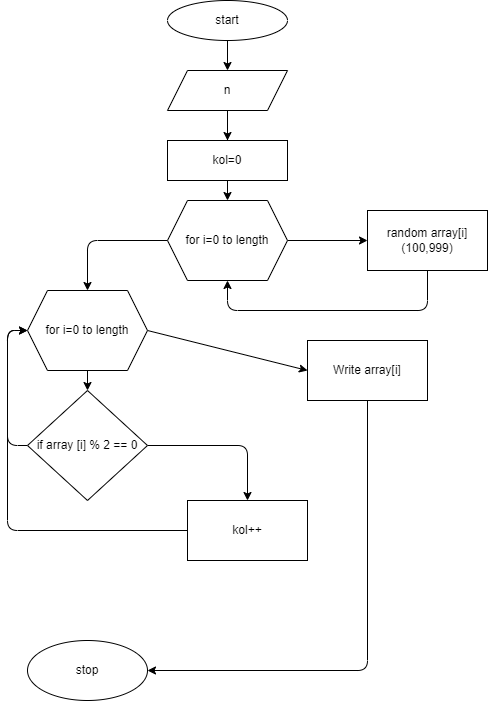 start
n
kol=0
for i=0 to length
random array[i]
(100,999)
for i=0 to length
Write array[i]
if array [i] % 2 == 0
kol++
stop